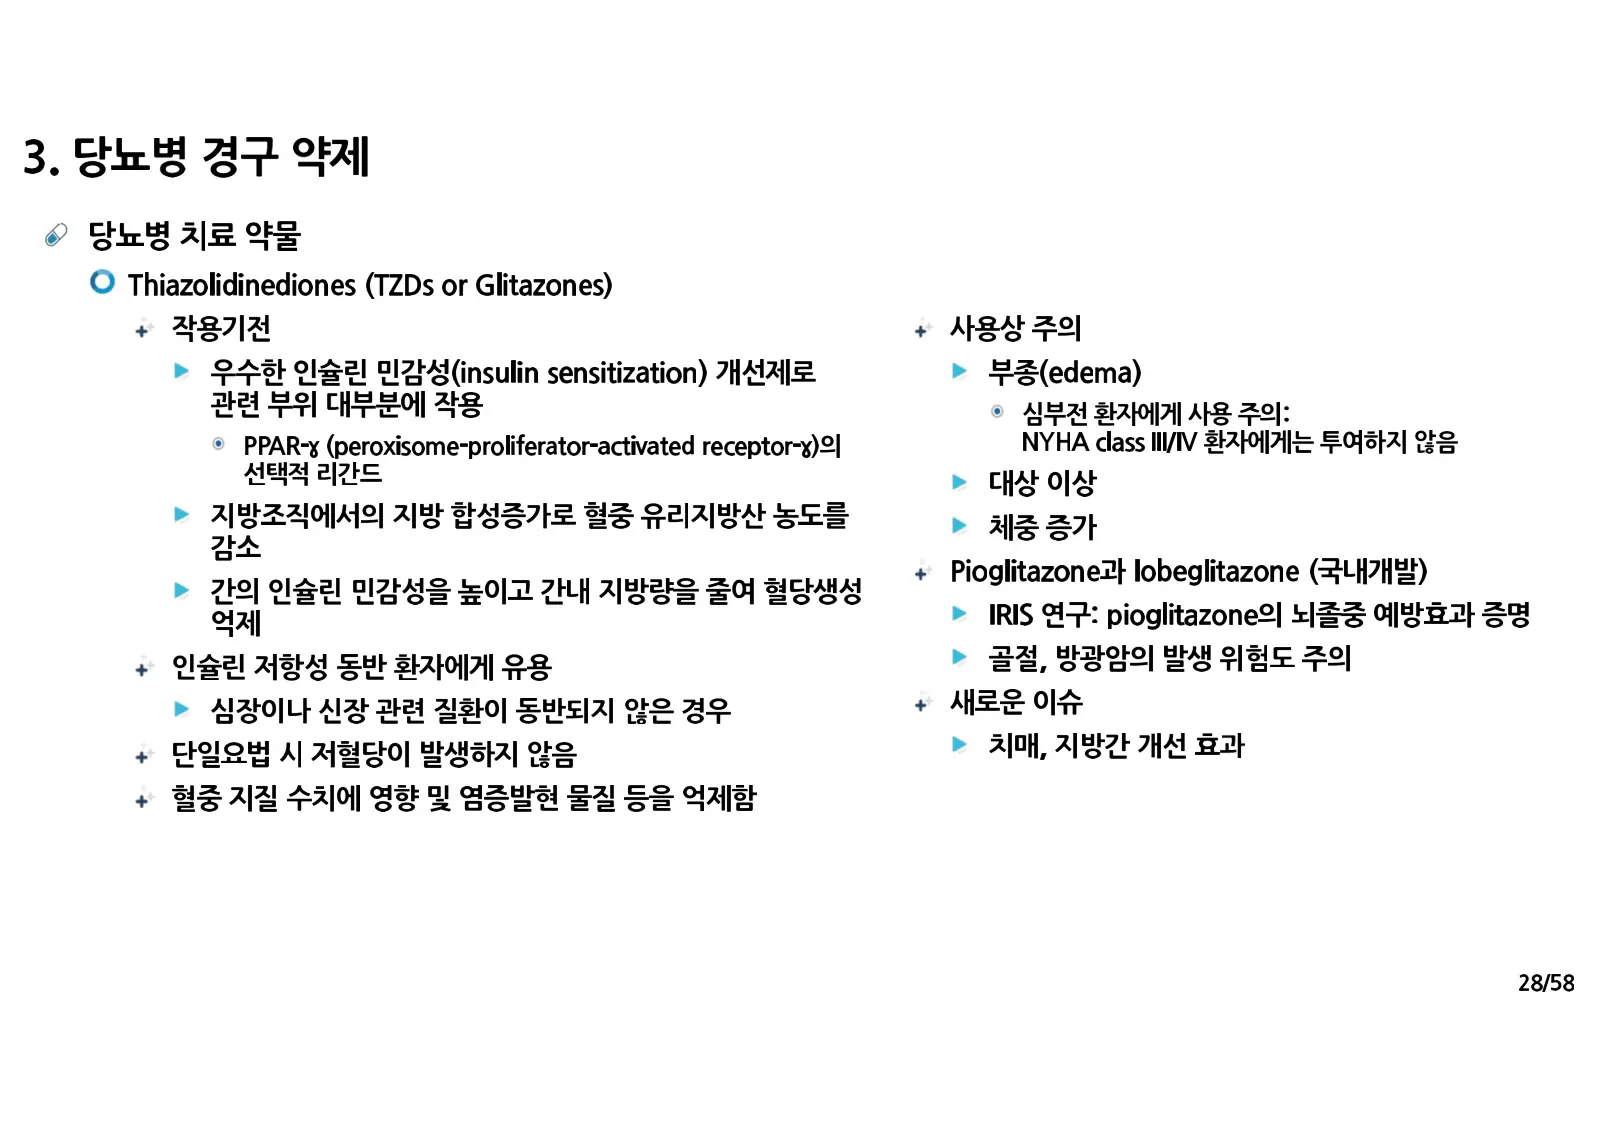 3. 당뇨병 경구 약제
당뇨병 치료 약물
Thiazolidinediones (TZDs or Glitazones)
작용기전
우수한 인슐린 민감성(insulin sensitization) 개선제로
관련 부위 대부분에 작용
PPAR-ɣ (peroxisome-proliferator-activated receptor-ɣ)의
선택적 리간드
지방조직에서의 지방 합성증가로 혈중 유리지방산 농도를
감소
간의 인슐린 민감성을 높이고 간내 지방량을 줄여 혈당생성
억제
인슐린 저항성 동반 환자에게 유용
심장이나 신장 관련 질환이 동반되지 않은 경우
단일요법 시 저혈당이 발생하지 않음
혈중 지질 수치에 영향 및 염증발현 물질 등을 억제함
사용상 주의
부종(edema)
심부전 환자에게 사용 주의:
NYHA class III/IV 환자에게는 투여하지 않음
대상 이상
체중 증가
Pioglitazone과 lobeglitazone (국내개발)
IRIS 연구: pioglitazone의 뇌졸중 예방효과 증명
골절, 방광암의 발생 위험도 주의
새로운 이슈
치매, 지방간 개선 효과
28/58